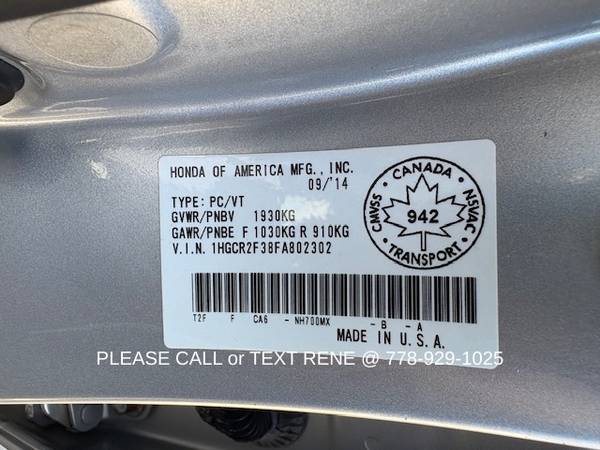 HONDA OF AMERICA MFG., INC.
09/'14
TYPE: PC/VT
GVWR/PNBV 1930KG
GAWR/PNBE F 1030KG R 910KG
V.I.N. 1HGCR2F38FA802302
CANADA
CMVSS
942
NSVAC
TRANSPORT
T2F F CA6 - NH700MX - B - A
MADE IN U.S.A.
PLEASE CALL or TEXT RENE @ 778-929-1025